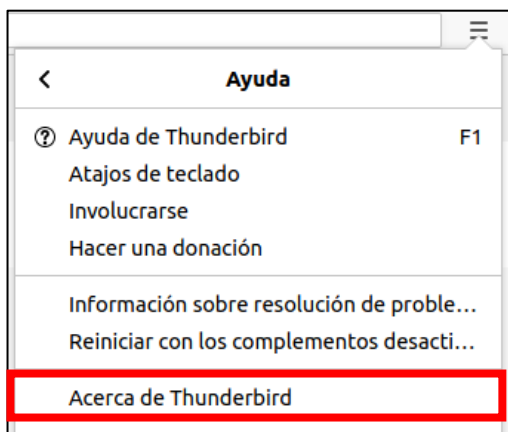 Ayuda
Ayuda de Thunderbird F1
Atajos de teclado
Involucrarse
Hacer una donación
Información sobre resolución de proble...
Reiniciar con los complementos desacti...
Acerca de Thunderbird